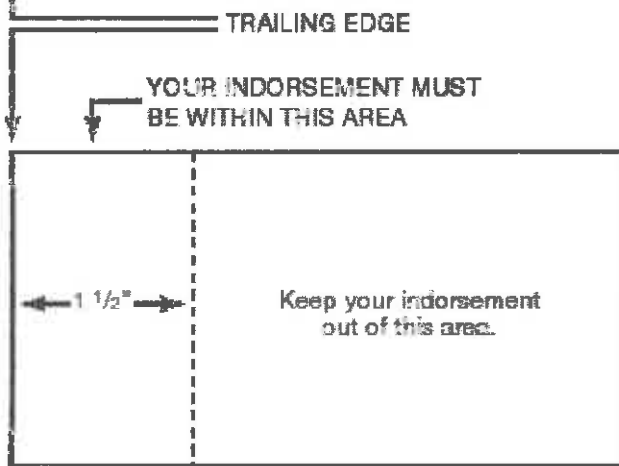 TRAILING EDGE
YOUR INDORSEMENT MUST
BE WITHIN THIS AREA
1 1/2"
Keep your indorsement
out of this area.